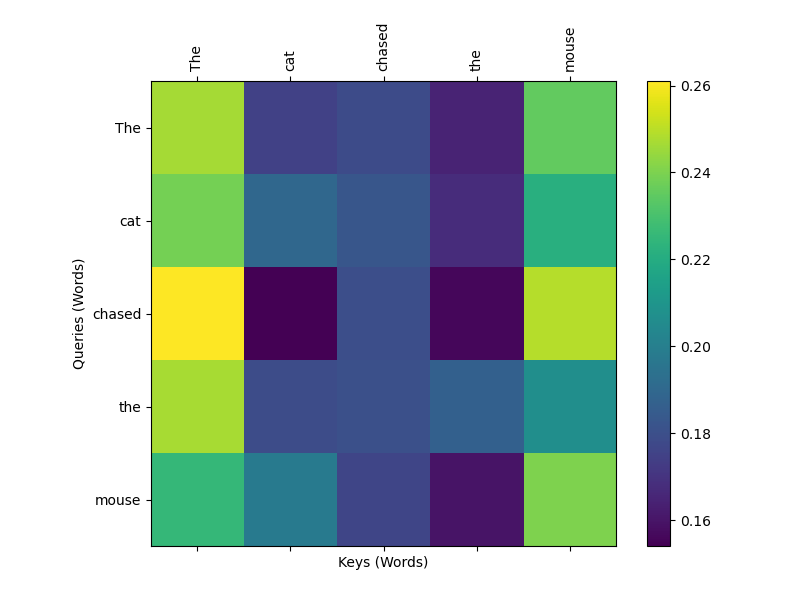 The cat chased the mouse
The
cat
chased
the
mouse
Queries (Words)
Keys (Words)
0.26
0.24
0.22
0.20
0.18
0.16